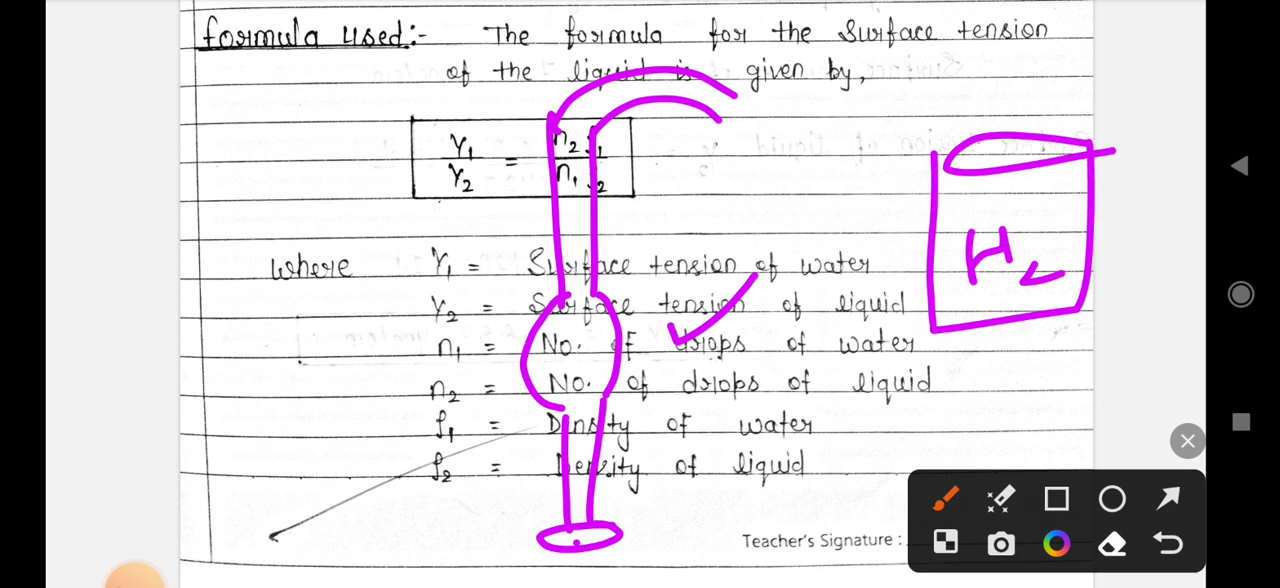 Formula Used:- The formula for the Surface tension
of the liquid is given by,
γ1/γ2 = n2 ρ1/n1 ρ2
where γ1 = Surface tension of water
γ2 = Surface tension of liquid
n1 = No. of drops of water
n2 = No. of drops of liquid
ρ1 = Density of water
ρ2 = Density of liquid
Teacher's Signature :